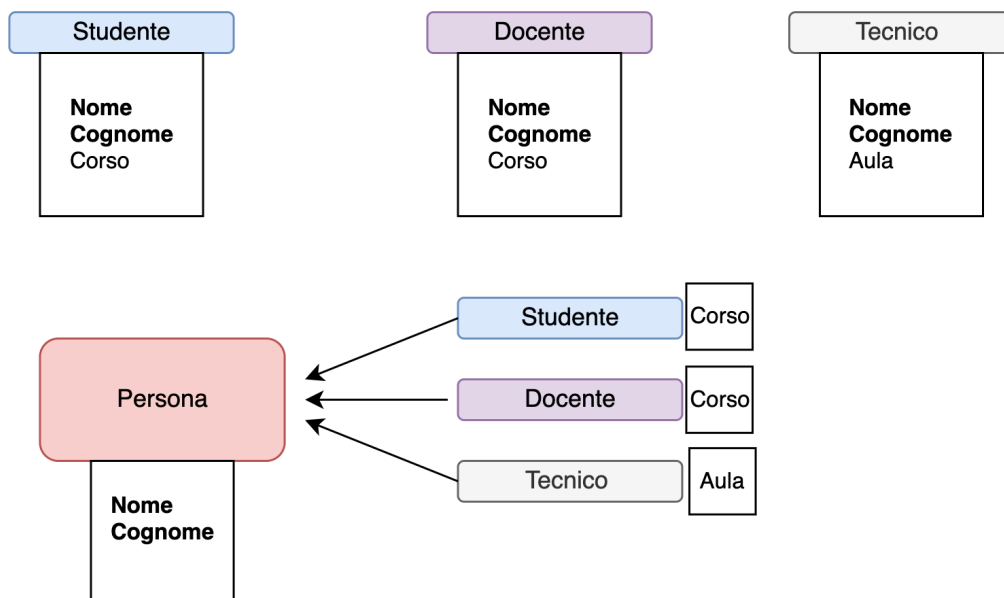 Studente
Nome
Cognome
Corso
Docente
Nome
Cognome
Corso
Tecnico
Nome
Cognome
Aula
Persona
Nome
Cognome
Studente
Corso
Docente
Corso
Tecnico
Aula